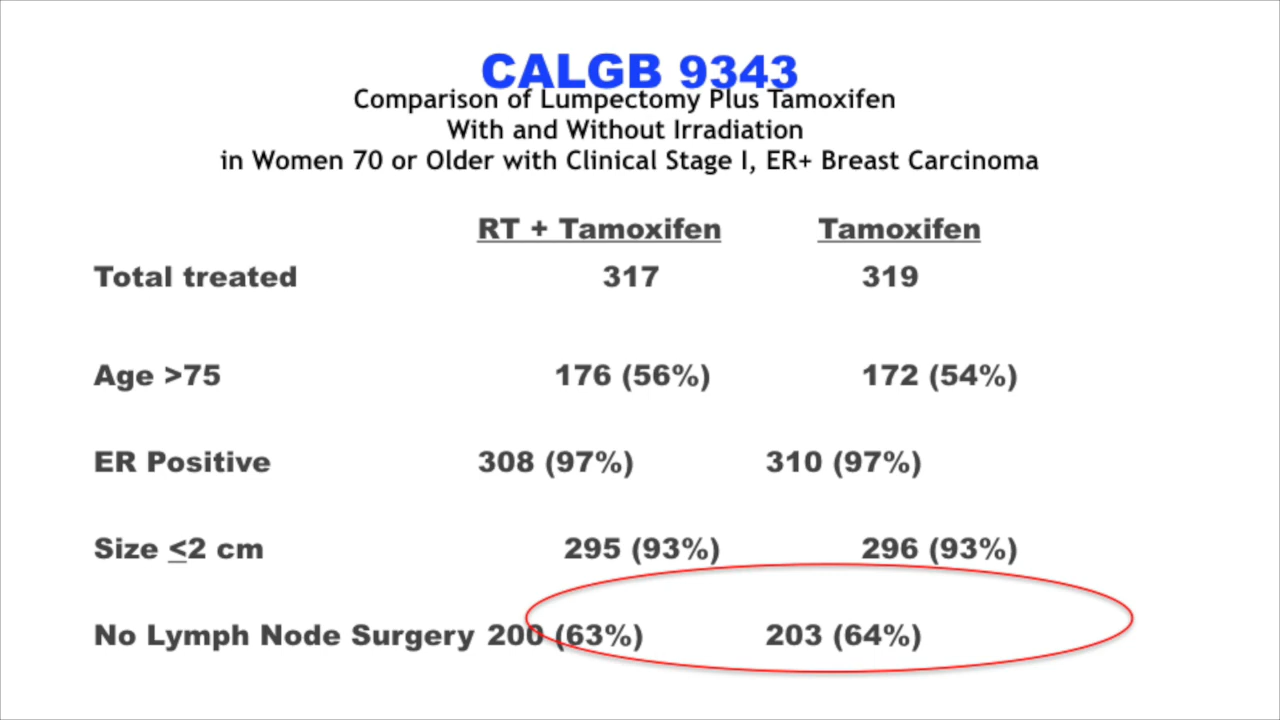 CALGB 9343
Comparison of Lumpectomy Plus Tamoxifen
With and Without Irradiation
in Women 70 or Older with Clinical Stage I, ER+ Breast Carcinoma
RT + Tamoxifen Tamoxifen
Total treated 317 319
Age >75 176 (56%) 172 (54%)
ER Positive 308 (97%) 310 (97%)
Size <2 cm 295 (93%) 296 (93%)
No Lymph Node Surgery 200 (63%) 203 (64%)